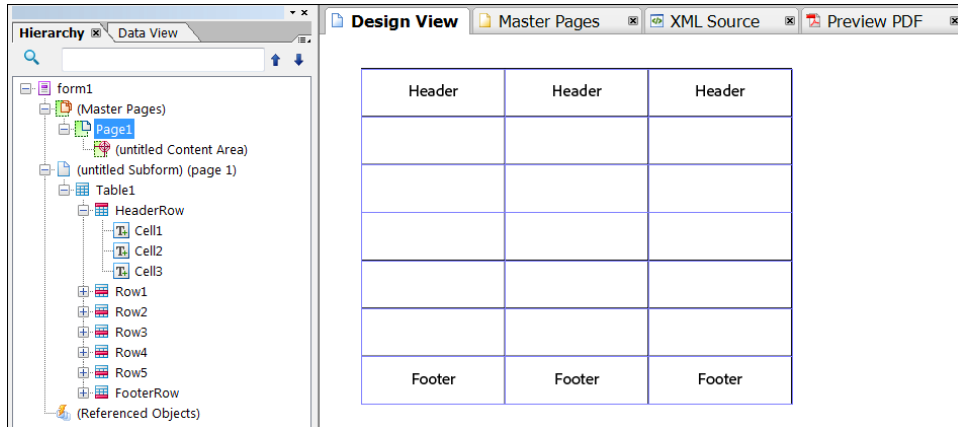 Hierarchy Data View
form1
(Master Pages)
Page1
(untitled Content Area)
(untitled Subform) (page 1)
Table1
HeaderRow
Cell1
Cell2
Cell3
Row1
Row2
Row3
Row4
Row5
FooterRow
(Referenced Objects)
Design View Master Pages XML Source Preview PDF
Header Header Header
Footer Footer Footer